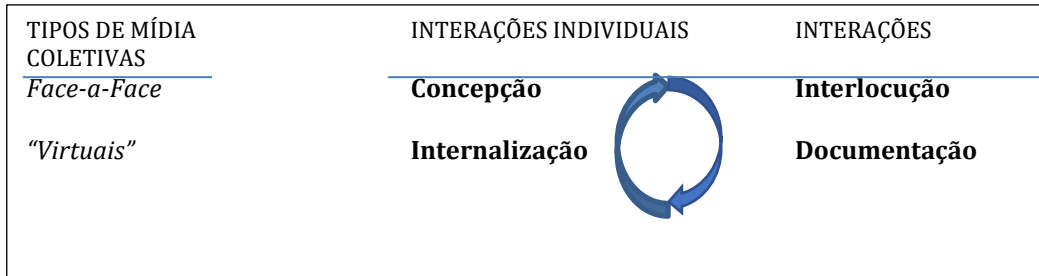 TIPOS DE MÍDIA INTERAÇÕES INDIVIDUAIS INTERAÇÕES
COLETIVAS
Face-a-Face Concepção Interlocução
“Virtuais” Internalização Documentação